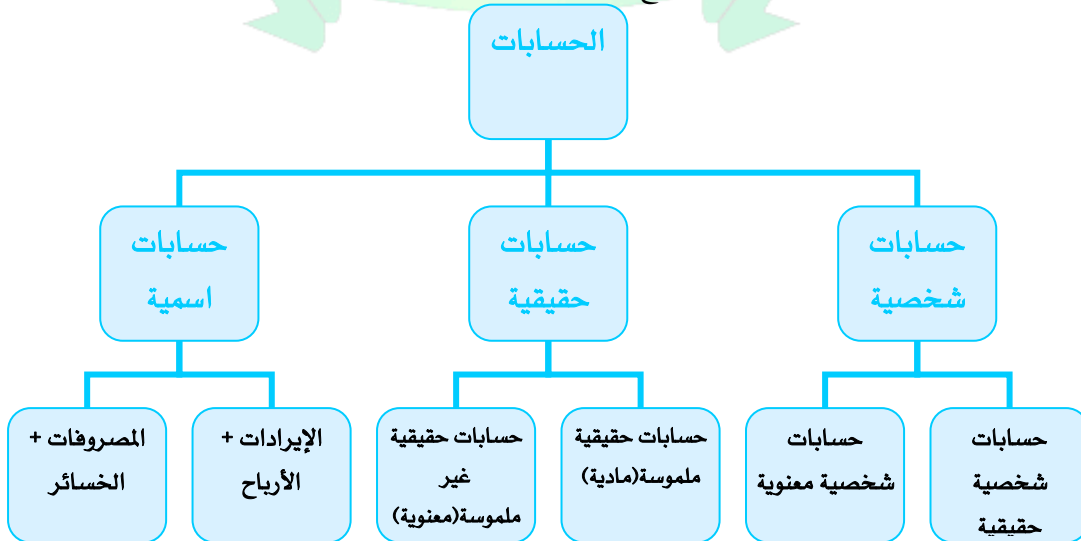 الحسابات
حسابات
شخصية
حسابات
حقيقية
حسابات
اسمية
حسابات
شخصية
حقيقية
حسابات
شخصية معنوية
حسابات حقيقية
ملموسة(مادية)
حسابات حقيقية
غير
ملموسة(معنوية)
الإيرادات +
الأرباح
المصروفات +
الخسائر